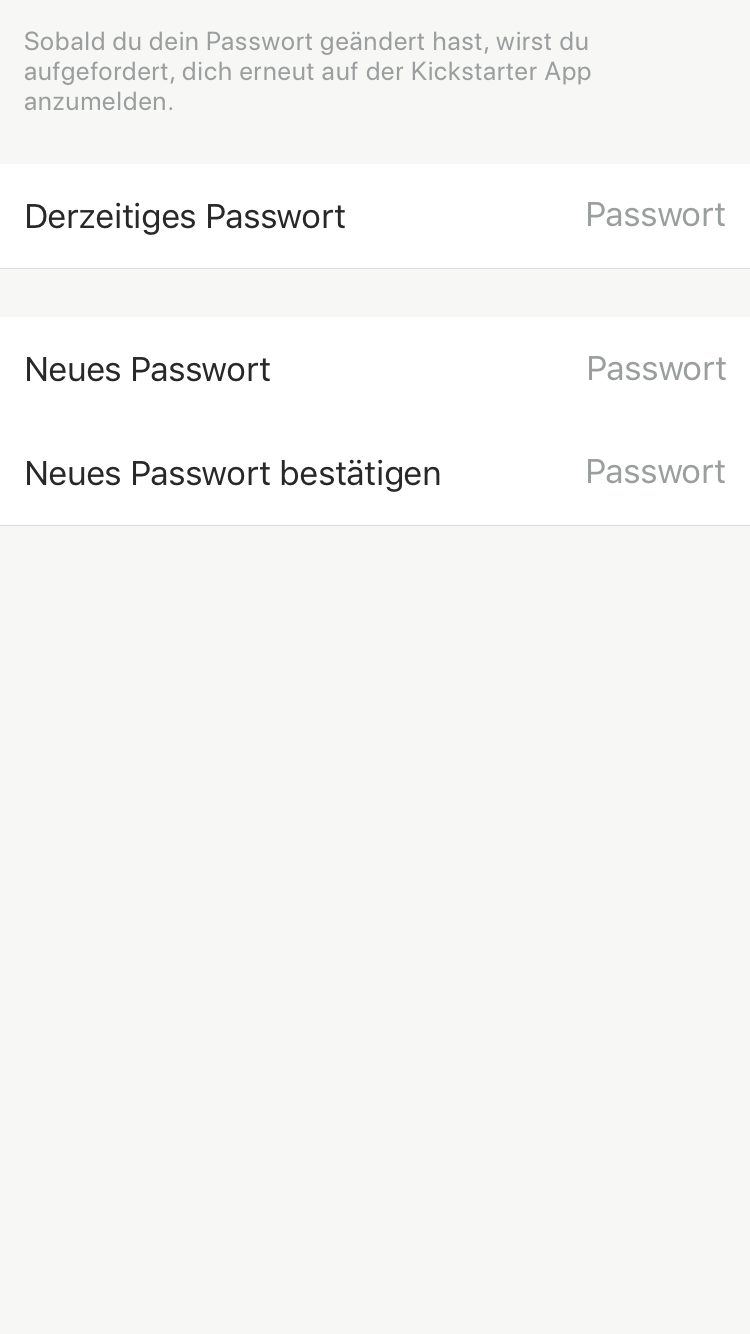 Sobald du dein Passwort geändert hast, wirst du
aufgefordert, dich erneut auf der Kickstarter App
anzumelden.
Derzeitiges Passwort Passwort
Neues Passwort Passwort
Neues Passwort bestätigen Passwort